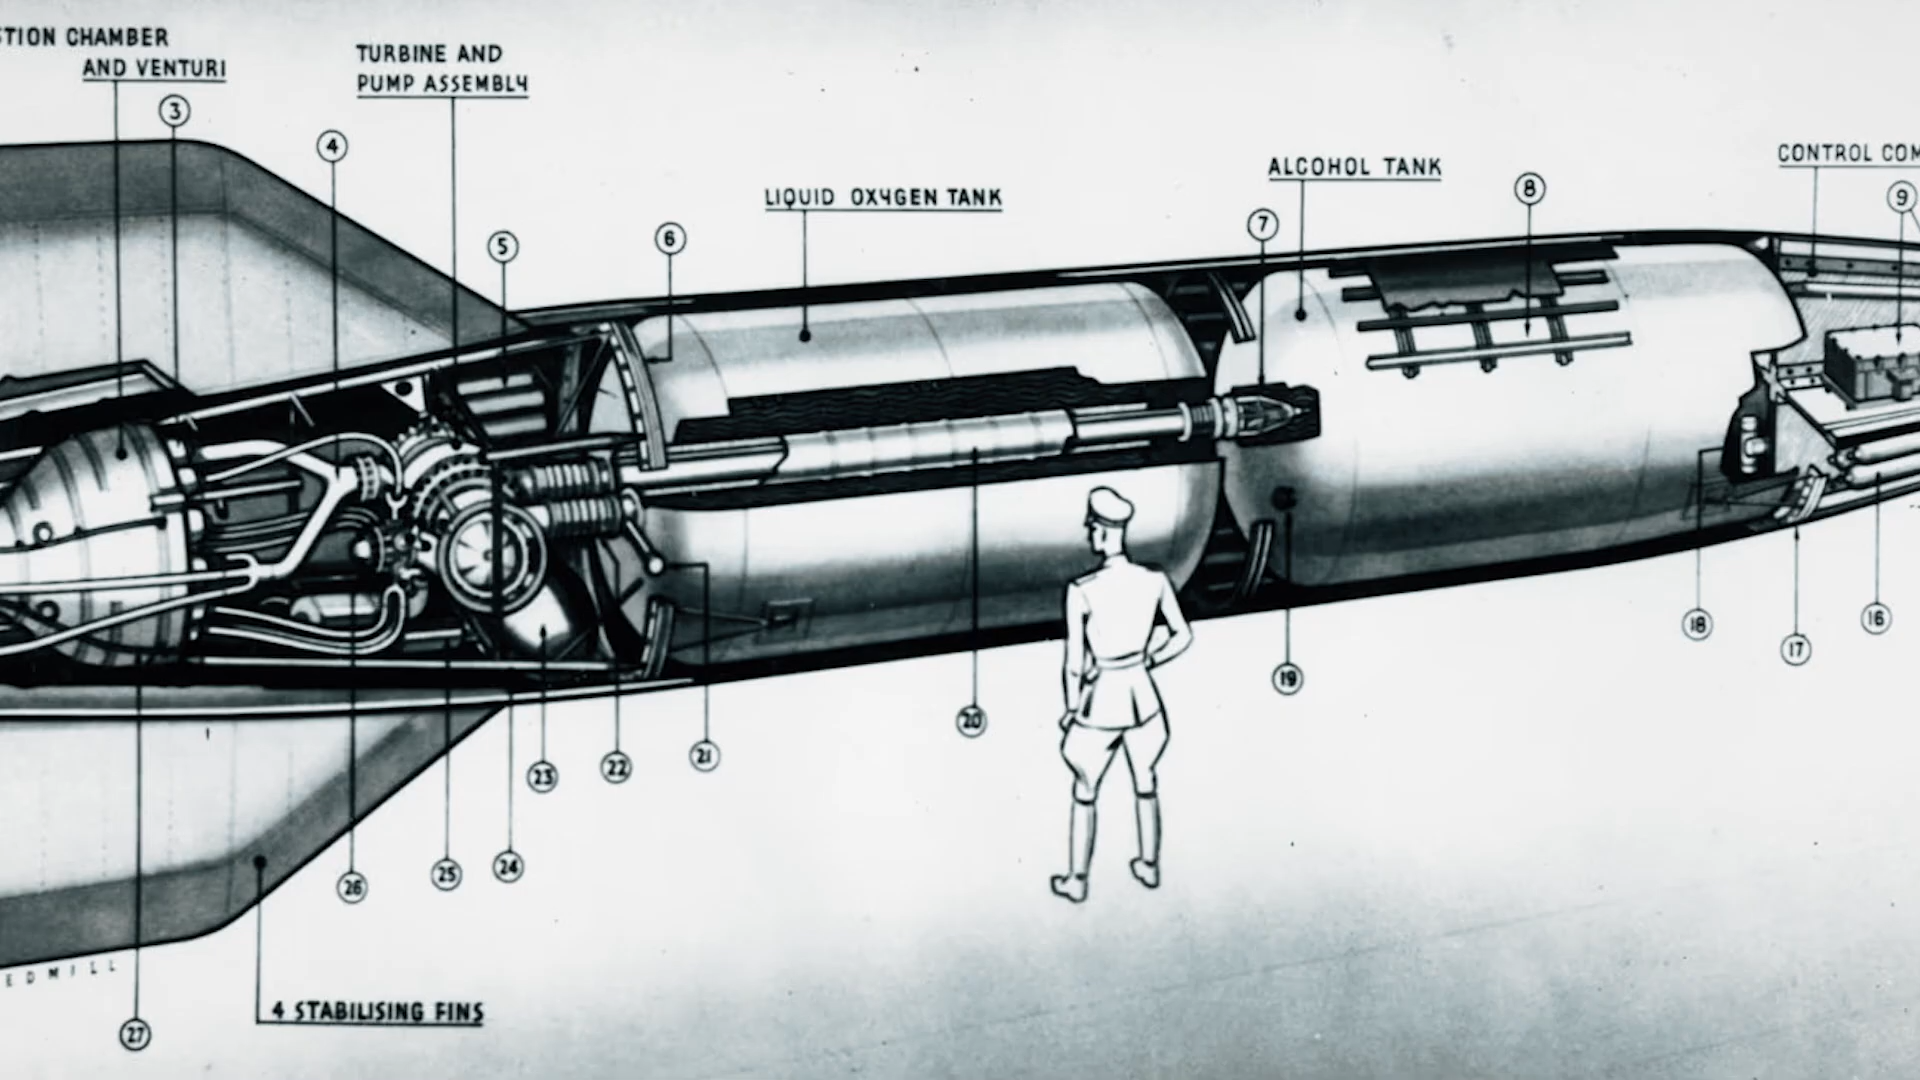 STION CHAMBER
AND VENTURI
TURBINE AND
PUMP ASSEMBLY
LIQUID OXYGEN TANK
ALCOHOL TANK
CONTROL COM
3
4
5
6
7
8
9
16
17
18
19
20
21
22
23
24
25
26
27
EDMILL
4 STABILISING FINS